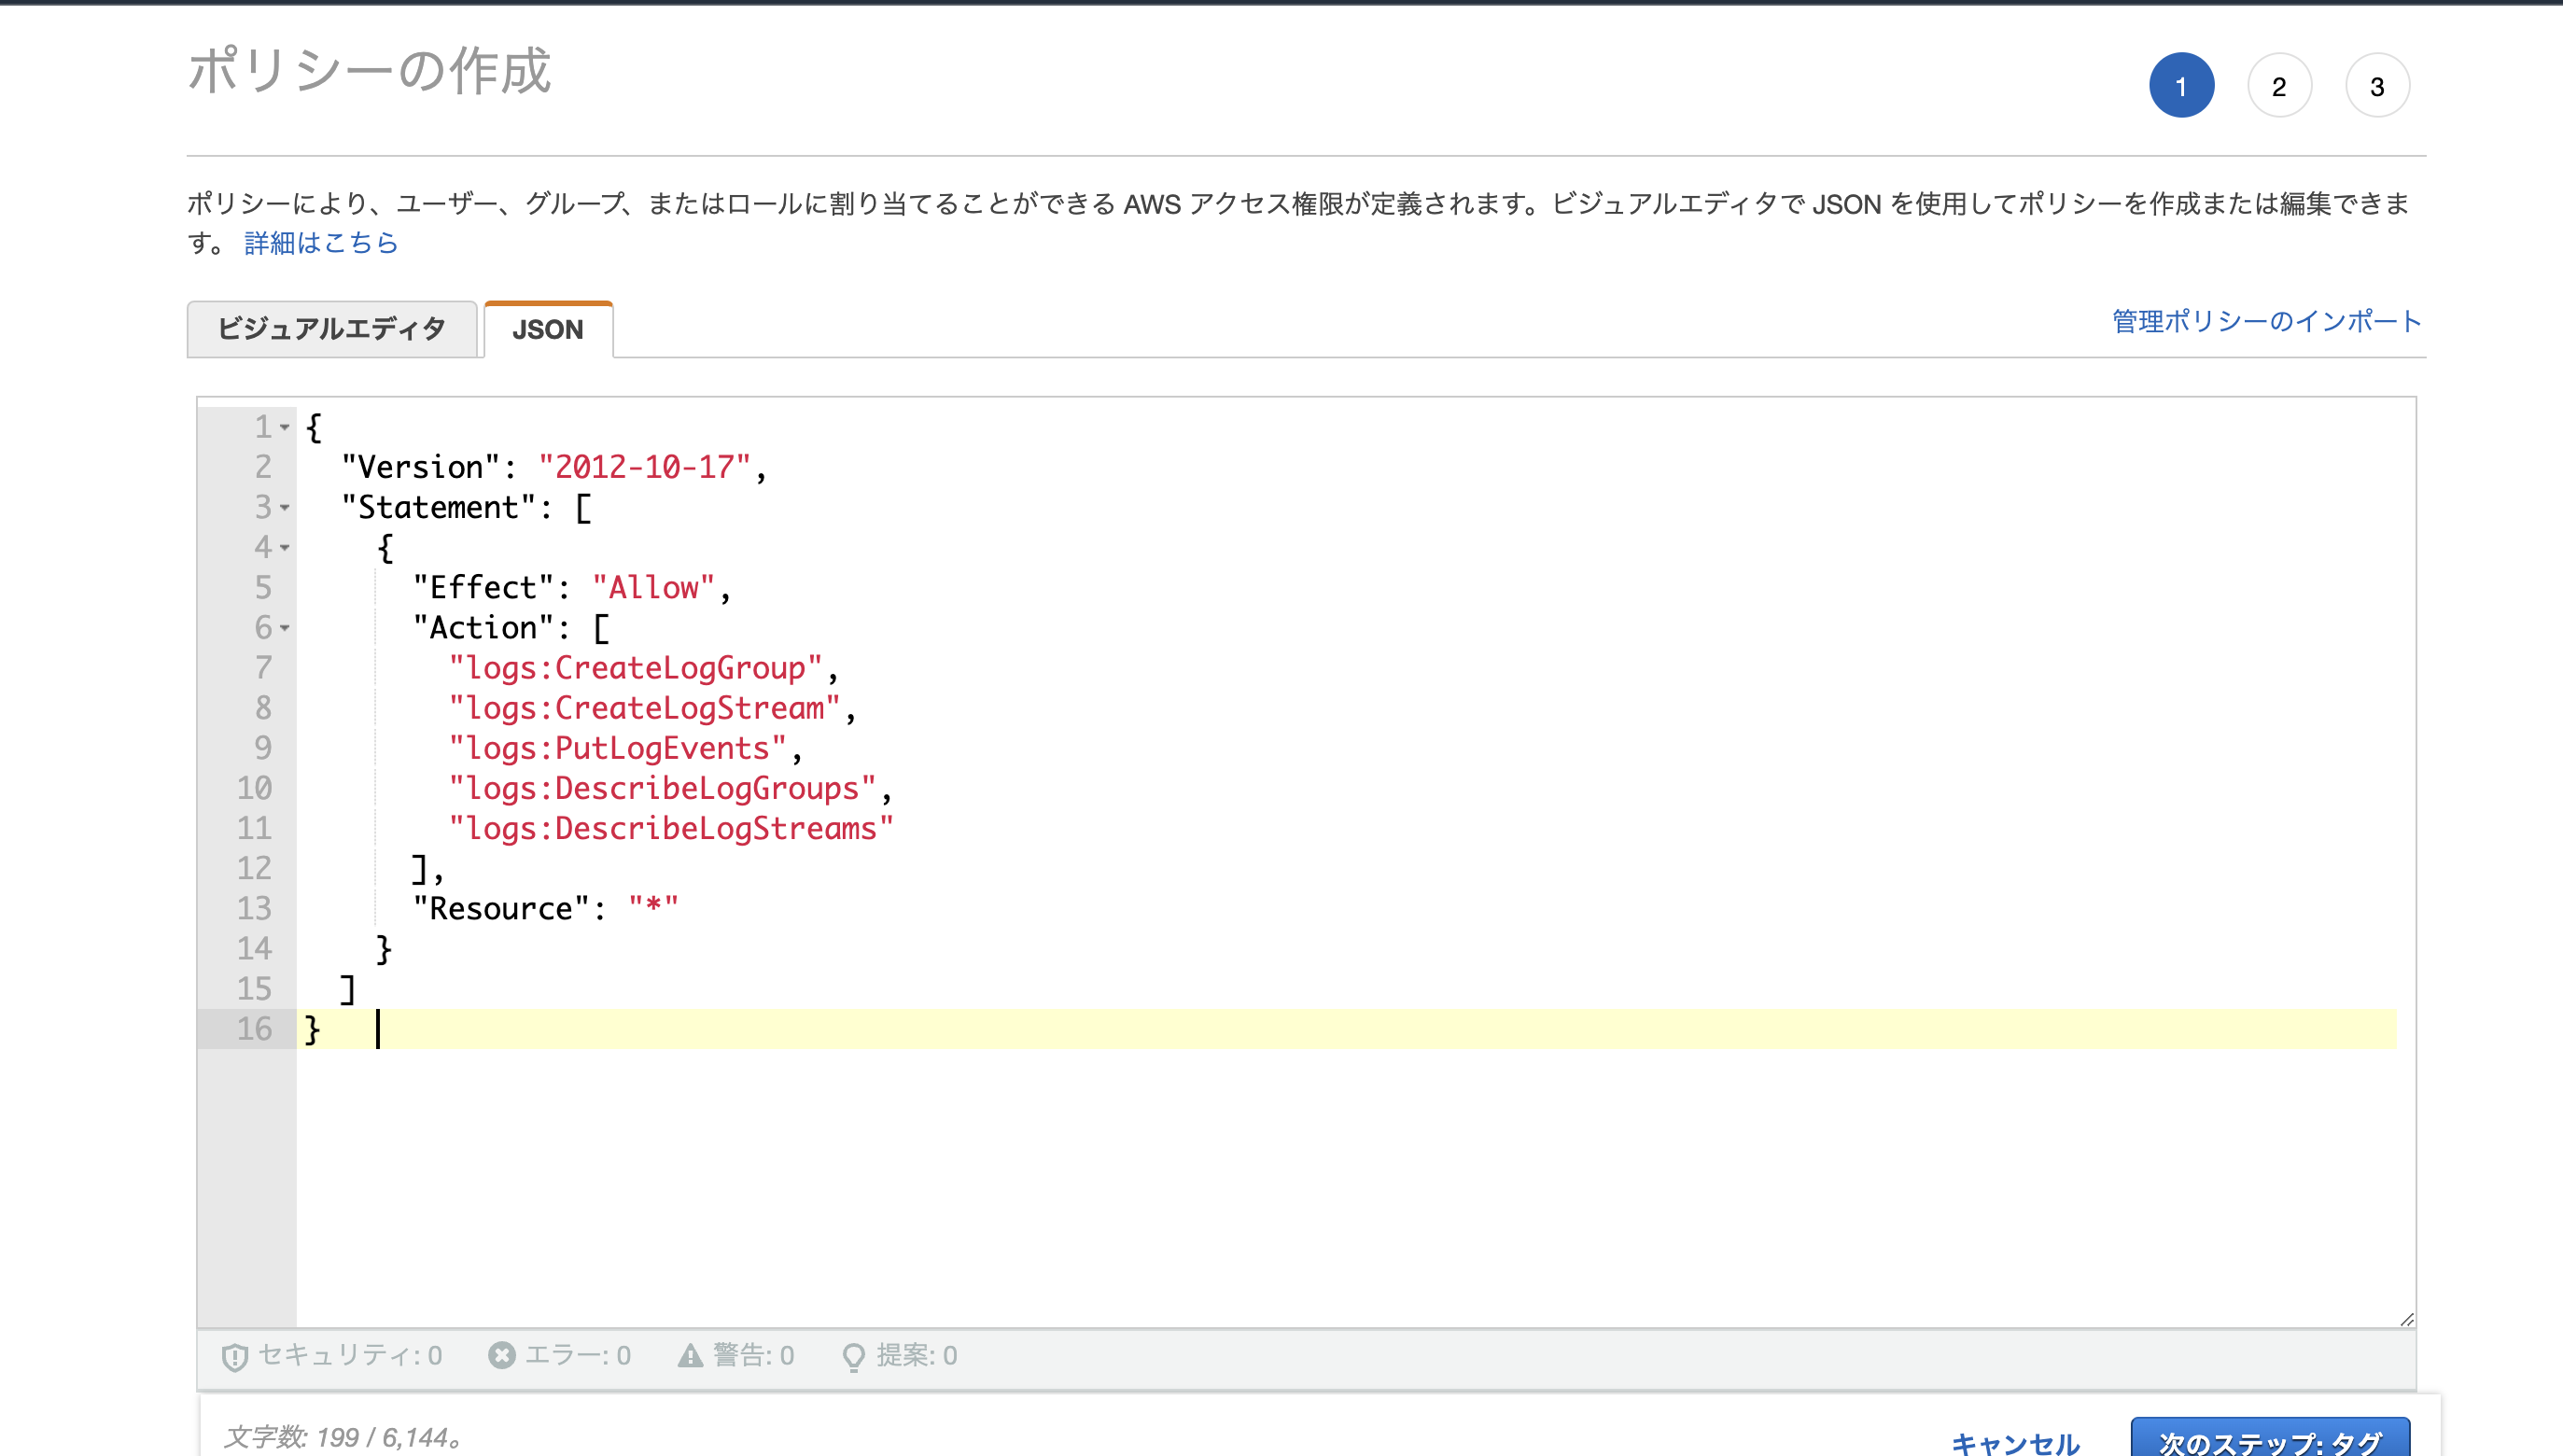 ポリシーの作成
1 2 3
ポリシーにより、ユーザー、グループ、またはロールに割り当てることができる AWS アクセス権限が定義されます。ビジュアルエディタで JSON を使用してポリシーを作成または編集できま
す。 詳細はこちら
ビジュアルエディタ JSON 管理ポリシーのインポート
1 {
2   "Version": "2012-10-17",
3   "Statement": [
4     {
5       "Effect": "Allow",
6       "Action": [
7         "logs:CreateLogGroup",
8         "logs:CreateLogStream",
9         "logs:PutLogEvents",
10         "logs:DescribeLogGroups",
11         "logs:DescribeLogStreams"
12       ],
13       "Resource": "*"
14     }
15   ]
16 }
セキュリティ: 0 エラー: 0 警告: 0 提案: 0
文字数: 199 / 6,144。 キャンセル 次のステップ: タグ